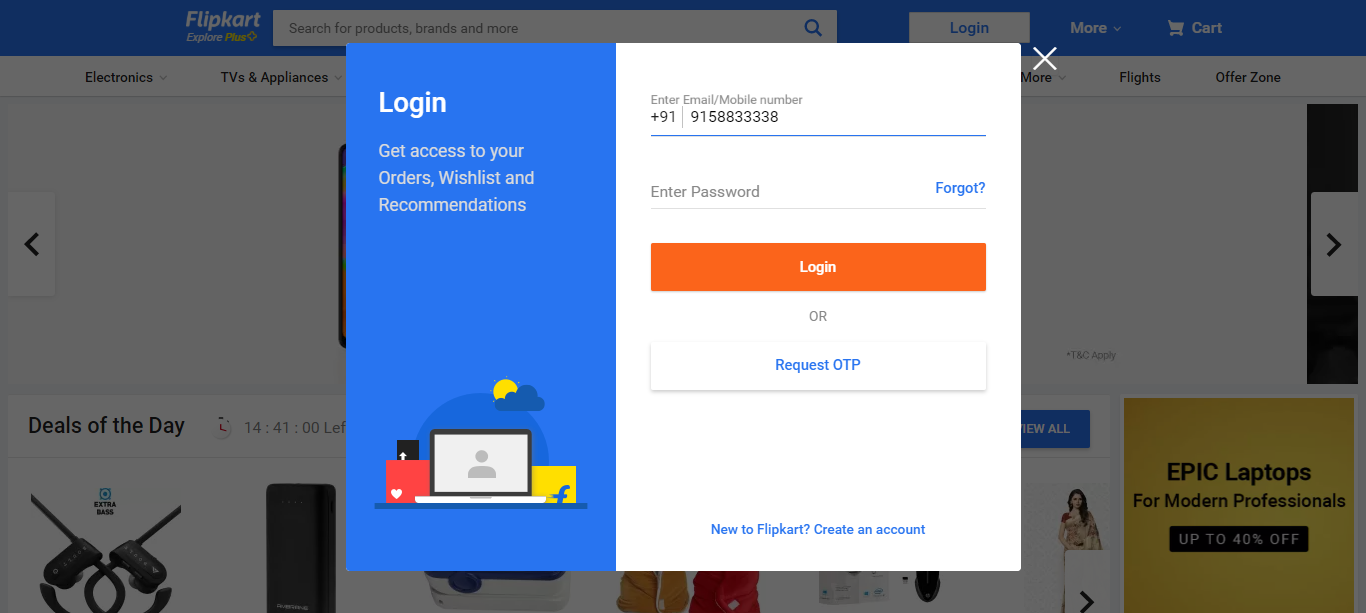 Flipkart
Explore Plus
Search for products, brands and more
Login
More
Cart
Electronics
TVs & Appliances
More
Flights
Offer Zone
Login
Get access to your
Orders, Wishlist and
Recommendations
Enter Email/Mobile number
+91 9158833338
Enter Password
Forgot?
Login
OR
Request OTP
New to Flipkart? Create an account
*T&C Apply
Deals of the Day
14 : 41 : 00 Lef
VIEW ALL
EXTRA
BASS
EPIC Laptops
For Modern Professionals
UP TO 40% OFF